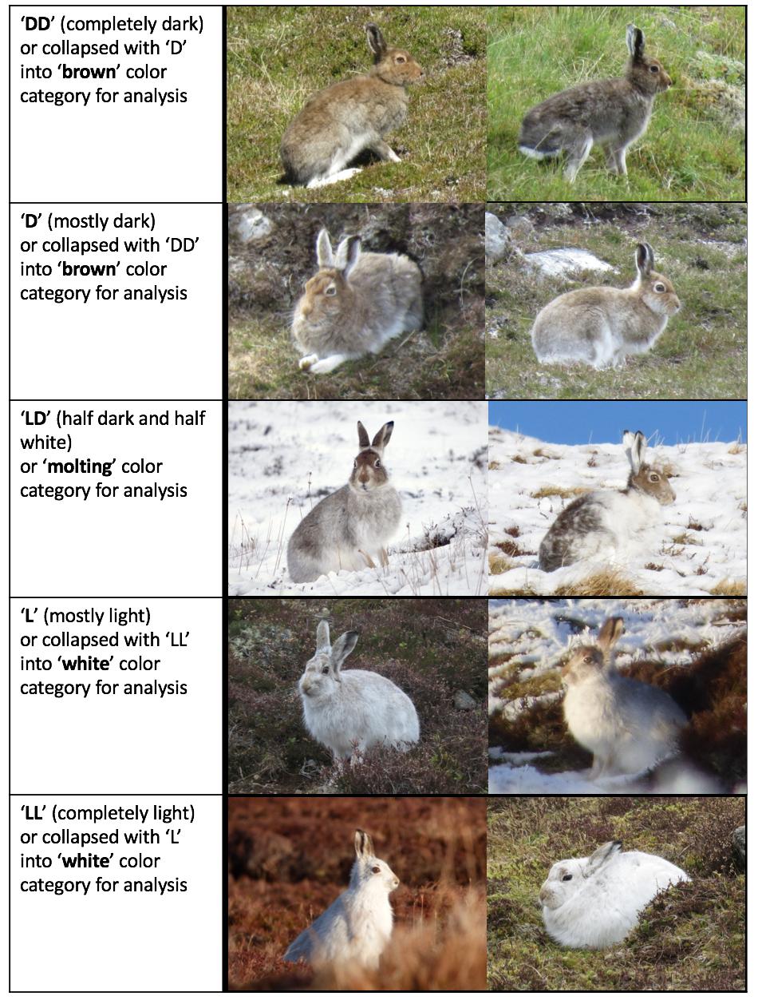 ‘DD’ (completely dark)
or collapsed with ‘D’
into ‘brown’ color
category for analysis
‘D’ (mostly dark)
or collapsed with ‘DD’
into ‘brown’ color
category for analysis
‘LD’ (half dark and half
white)
or ‘molting’ color
category for analysis
‘L’ (mostly light)
or collapsed with ‘LL’
into ‘white’ color
category for analysis
‘LL’ (completely light)
or collapsed with ‘L’
into ‘white’ color
category for analysis